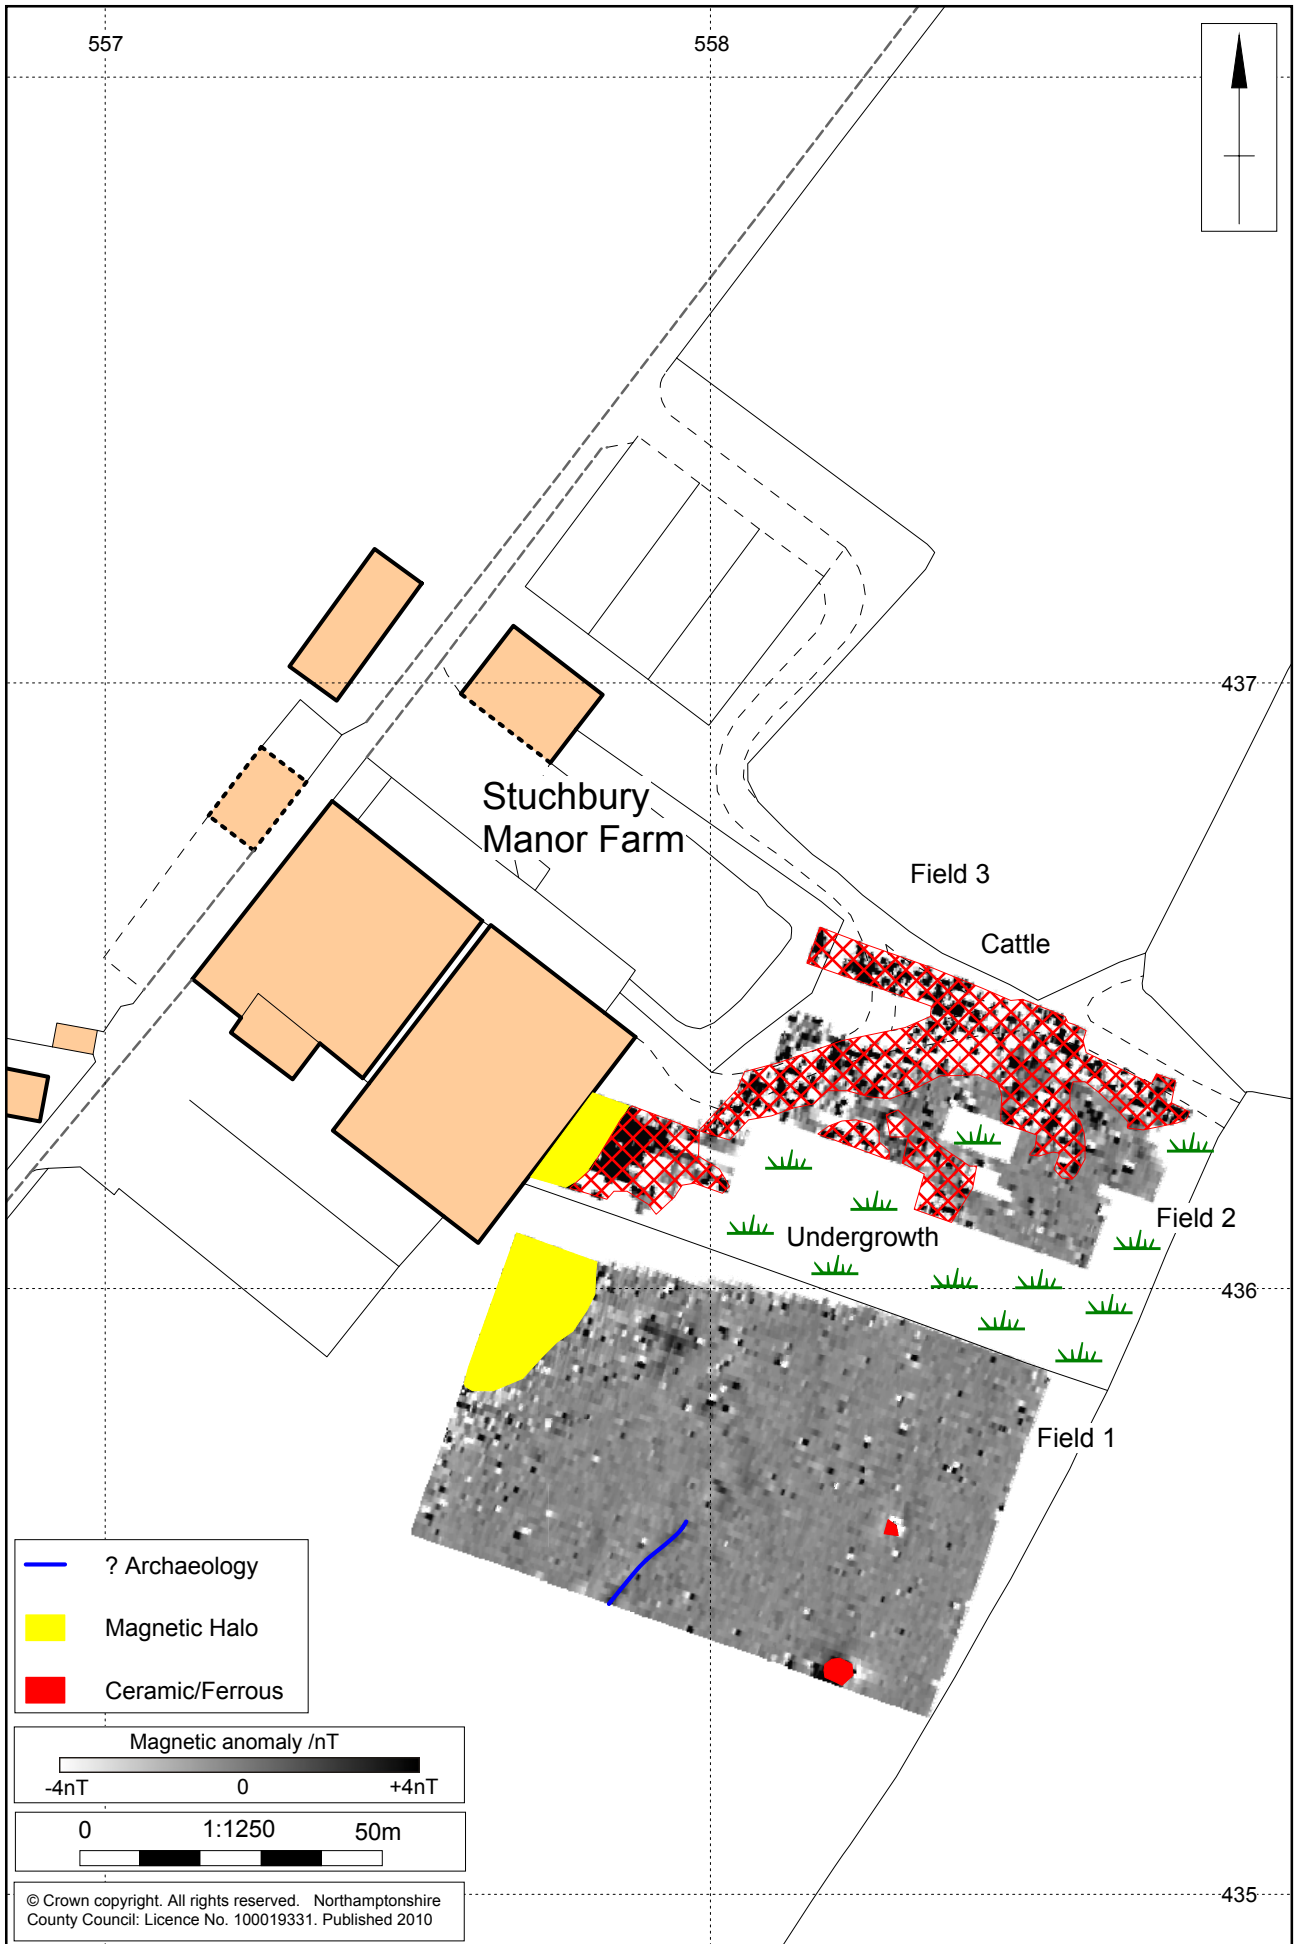 557
558
437
Stuchbury
Manor Farm
Field 3
Cattle
Field 2
Undergrowth
436
Field 1
? Archaeology
Magnetic Halo
Ceramic/Ferrous
Magnetic anomaly /nT
-4nT 0 +4nT
0 1:1250 50m
435
© Crown copyright. All rights reserved. Northamptonshire
County Council: Licence No. 100019331. Published 2010